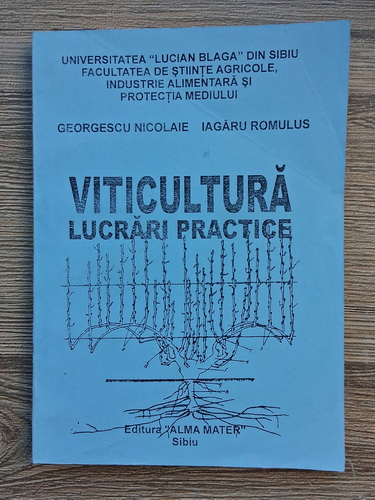 UNIVERSITATEA "LUCIAN BLAGA" DIN SIBIU
FACULTATEA DE ŞTIINŢE AGRICOLE,
INDUSTRIE ALIMENTARĂ ŞI
PROTECŢIA MEDIULUI
GEORGESCU NICOLAIE IAGĂRU ROMULUS
VITICULTURĂ
LUCRĂRI PRACTICE
Editura "ALMA MATER"
Sibiu